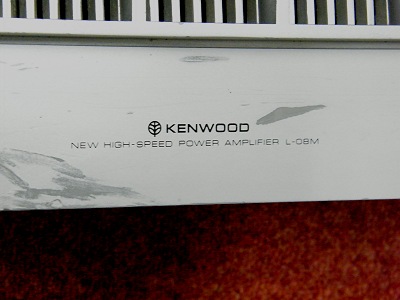 KENWOOD
NEW HIGH-SPEED POWER AMPLIFIER L-08M